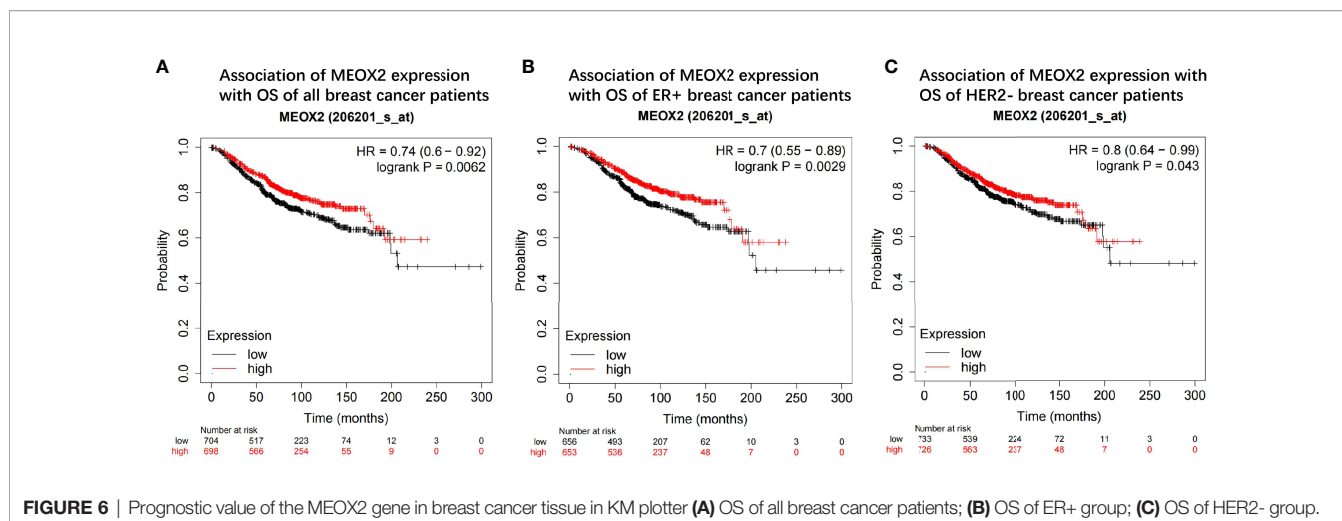 A
Association of MEOX2 expression
with OS of all breast cancer patients
MEOX2 (206201_s_at)
HR = 0.74 (0.6 − 0.92)
logrank P = 0.0062
Probability
1.0
0.8
0.6
0.4
0.2
0.0
Expression
low
high
0 50 100 150 200 250 300
Time (months)
Number at risk
low 704 517 223 74 12 3 0
high 698 566 254 55 9 0 0
B
Association of MEOX2 expression
with OS of ER+ breast cancer patients
MEOX2 (206201_s_at)
HR = 0.7 (0.55 − 0.89)
logrank P = 0.0029
Probability
1.0
0.8
0.6
0.4
0.2
0.0
Expression
low
high
0 50 100 150 200 250 300
Time (months)
Number at risk
low 656 493 207 62 10 3 0
high 653 536 237 48 7 0 0
C
Association of MEOX2 expression with
OS of HER2- breast cancer patients
MEOX2 (206201_s_at)
HR = 0.8 (0.64 − 0.99)
logrank P = 0.043
Probability
1.0
0.8
0.6
0.4
0.2
0.0
Expression
low
high
0 50 100 150 200 250 300
Time (months)
Number at risk
low 733 539 224 72 11 3 0
high 726 563 237 48 7 0 0
FIGURE 6 | Prognostic value of the MEOX2 gene in breast cancer tissue in KM plotter (A) OS of all breast cancer patients; (B) OS of ER+ group; (C) OS of HER2- group.